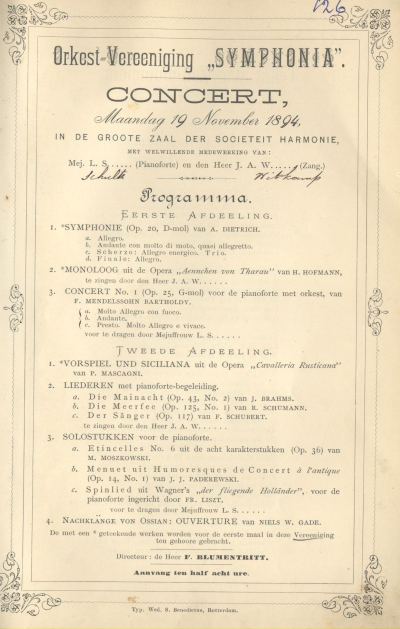 126
Orkest-Vereeniging „SYMPHONIA”.
CONCERT,
Maandag 19 November 1894,
IN DE GROOTE ZAAL DER SOCIETEIT HARMONIE,
MET WELWILLENDE MEDEWERKING VAN:
Mej. L. S..... (Pianoforte) en den Heer J. A. W..... (Zang.)
Schulte Witkamp
Programma.
EERSTE AFDEELING.
1. *SYMPHONIE (Op. 20, D-mol) van A. DIETRICH.
a. Allegro.
b. Andante con molto di moto, quasi allegretto.
c. Scherzo: Allegro energico. Trio.
d. Finale: Allegro.
2. *MONOLOOG uit de Opera „Aennchen von Tharau” van H. HOFMANN,
te zingen door den Heer J. A. W......
3. CONCERT No. 1 (Op. 25, G-mol) voor de pianoforte met orkest, van
F. MENDELSSOHN BARTHOLDY.
a. Molto Allegro con fuoco.
b. Andante.
c. Presto. Molto Allegro e vivace.
voor te dragen door Mejuffrouw L. S......
TWEEDE AFDEELING.
1. *VORSPIEL UND SICILIANA uit de Opera „Cavalleria Rusticana”
van P. MASCAGNI.
2. LIEDEREN met pianoforte-begeleiding.
a. Die Mainacht (Op. 43, No. 2) van J. BRAHMS.
b. Die Meerfee (Op. 125, No. 1) van R. SCHUMANN.
c. Der Sänger (Op. 117) van F. SCHUBERT.
te zingen door den Heer J. A. W......
3. SOLOSTUKKEN voor de pianoforte.
a. Etincelles No. 6 uit de acht karakterstukken (Op. 36) van
M. MOSZKOWSKI.
b. Menuet uit Humoresques de Concert à l'antique
(Op. 14, No. 1) van J. J. PADEREWSKI.
c. Spinlied uit Wagner's „der fliegende Holländer”, voor de
pianoforte ingericht door FR. LISZT.
voor te dragen door Mejuffrouw L. S......
4. NACHKLÄNGE VON OSSIAN: OUVERTURE van NIELS W. GADE.
De met een * geteekende werken worden voor de eerste maal in deze Vereeniging
ten gehoore gebracht.
Directeur: de Heer F. BLUMENTRITT.
Aanvang ten half acht ure.
Typ. Wed. S. Benedictus, Rotterdam.